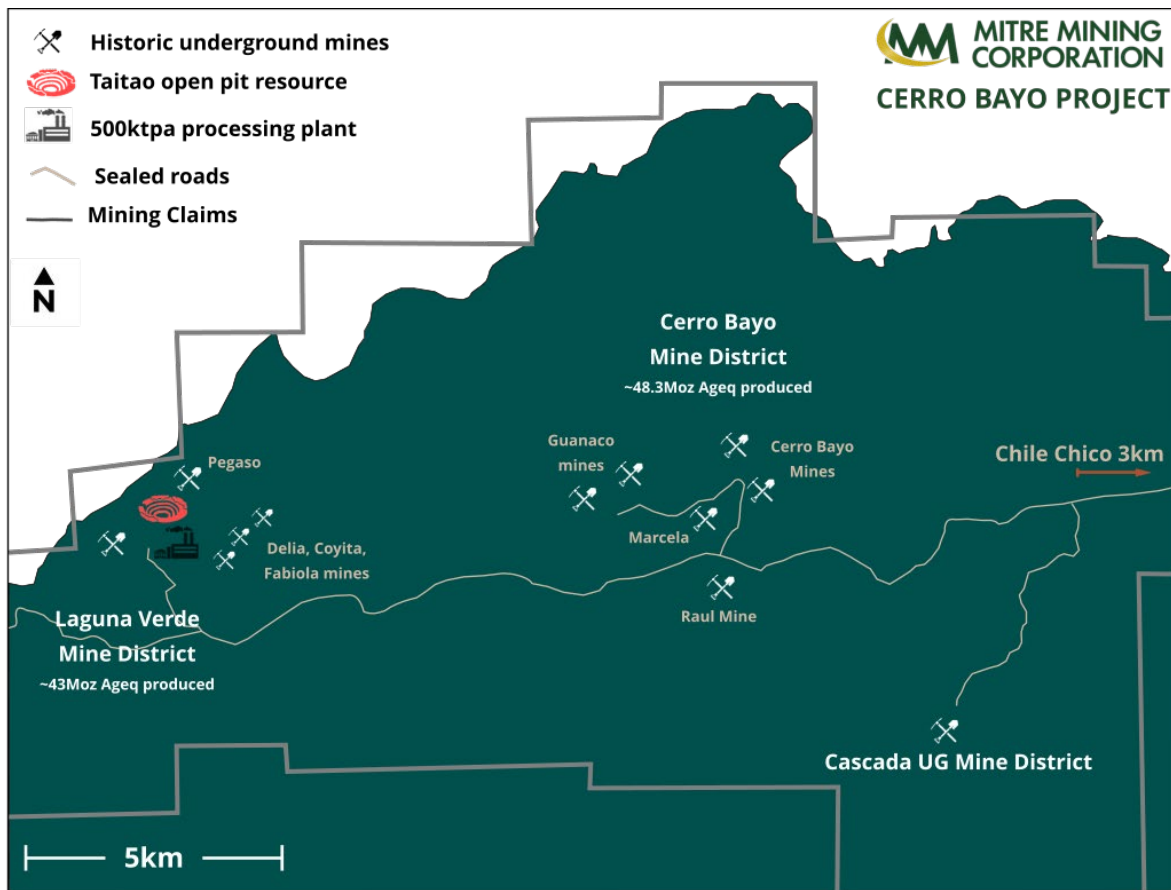 Historic underground mines
Taitao open pit resource
500ktpa processing plant
Sealed roads
Mining Claims
N
MITRE MINING
CORPORATION
CERRO BAYO PROJECT
Cerro Bayo
Mine District
~48.3Moz Ageq produced
Guanaco
mines
Cerro Bayo
Mines
Chile Chico 3km
Pegaso
Marcela
Delia, Coyita,
Fabiola mines
Raul Mine
Laguna Verde
Mine District
~43Moz Ageq produced
Cascada UG Mine District
5km